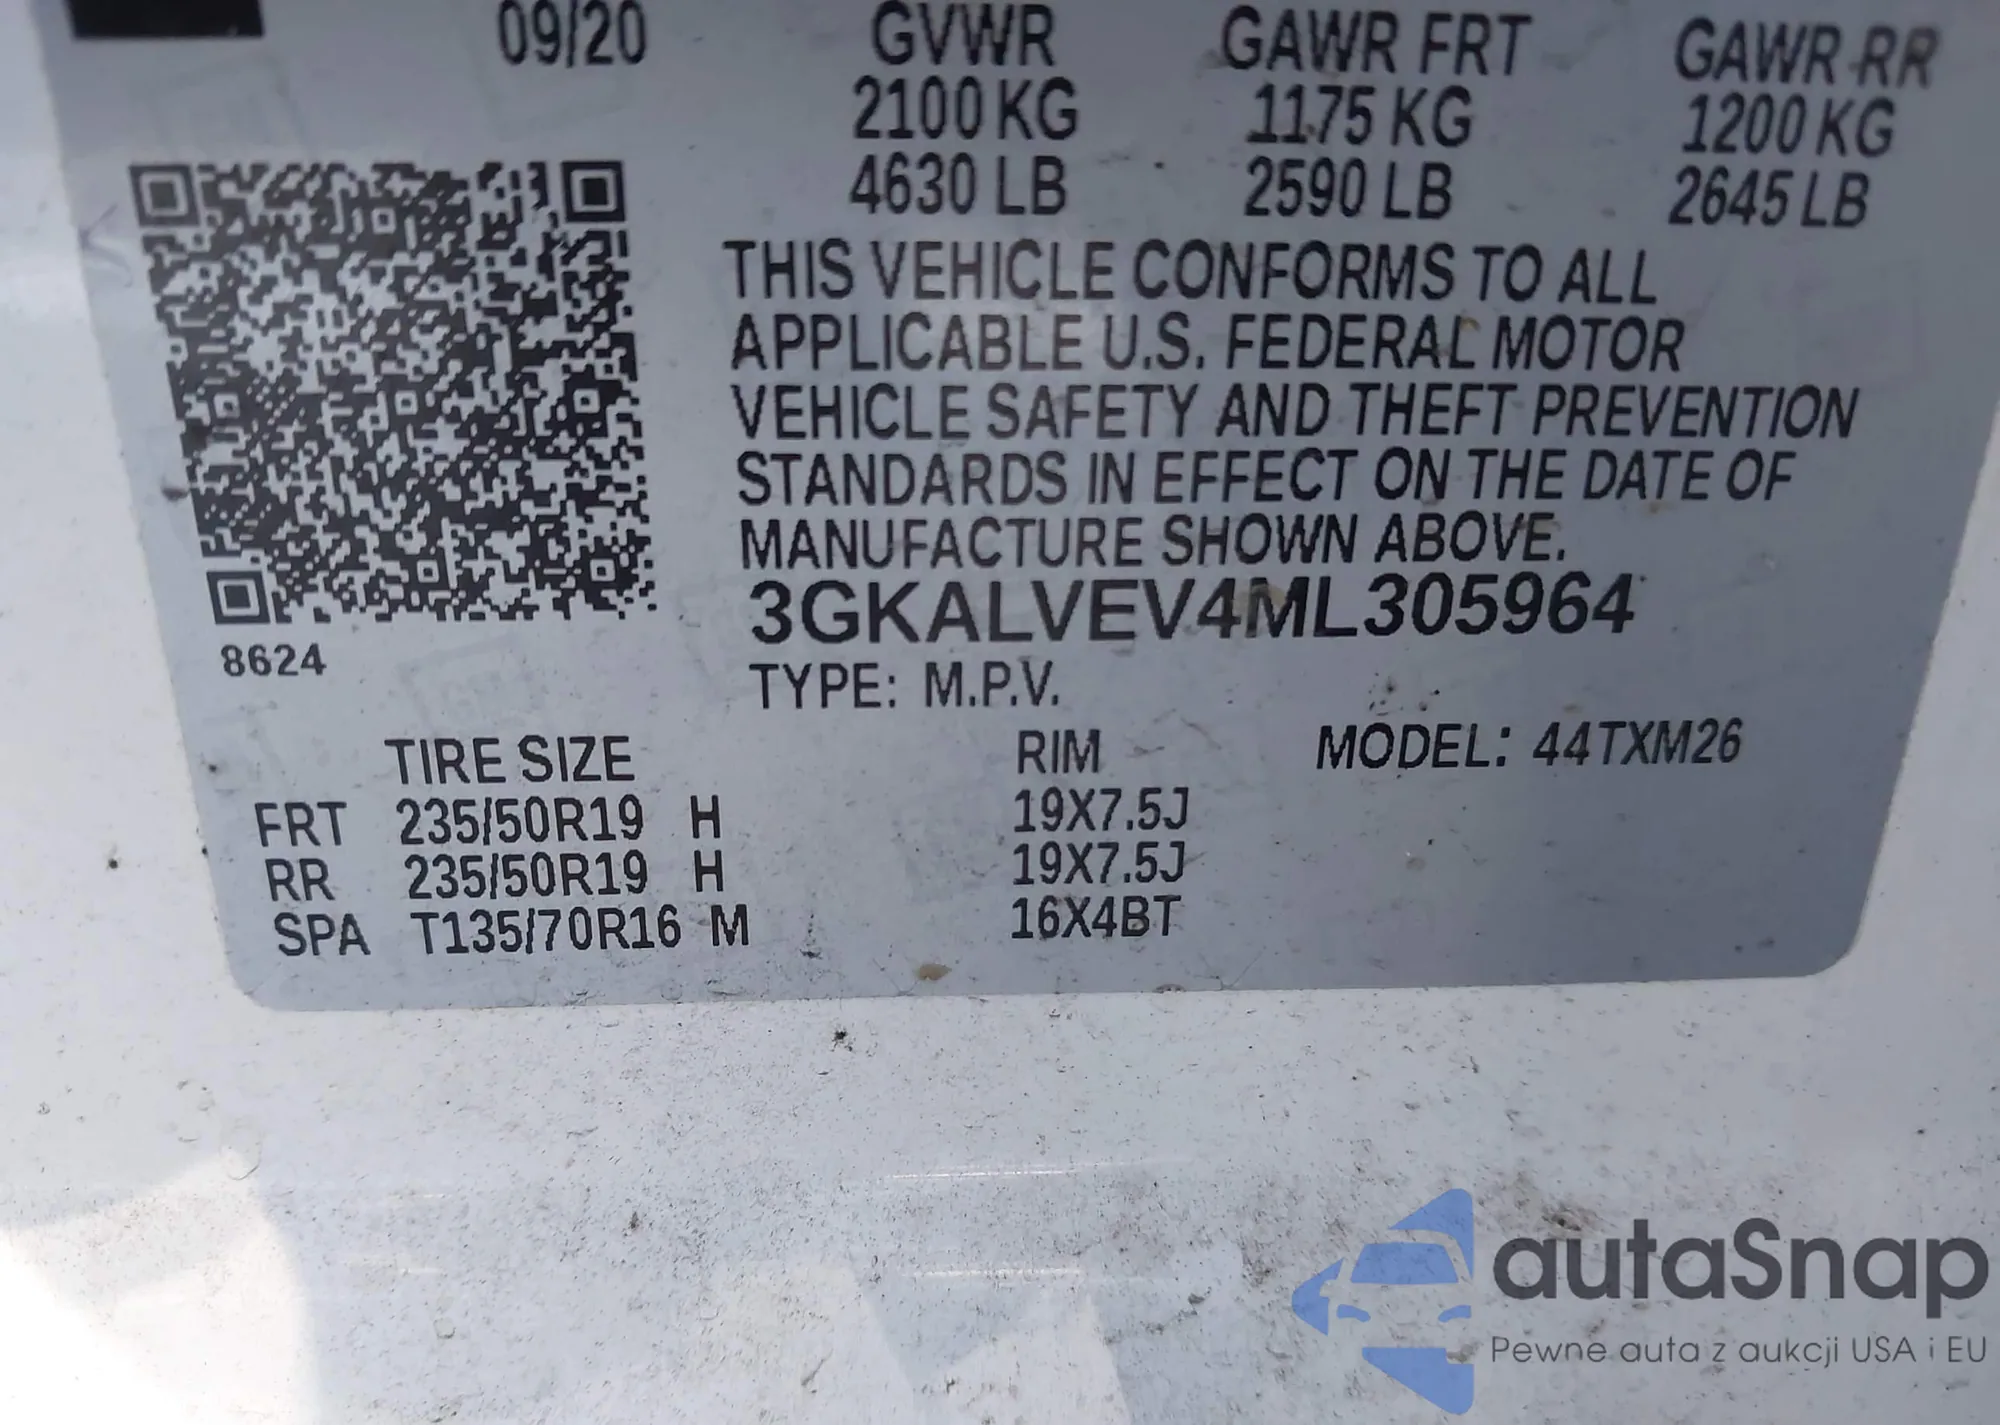 09/20 GVWR GAWR FRT GAWR RR
2100 KG 1175 KG 1200 KG
4630 LB 2590 LB 2645 LB
THIS VEHICLE CONFORMS TO ALL
APPLICABLE U.S. FEDERAL MOTOR
VEHICLE SAFETY AND THEFT PREVENTION
STANDARDS IN EFFECT ON THE DATE OF
MANUFACTURE SHOWN ABOVE.
3GKALVEV4ML305964
8624
TYPE: M.P.V.
TIRE SIZE RIM MODEL: 44TXM26
FRT 235/50R19 H 19X7.5J
RR 235/50R19 H 19X7.5J
SPA T135/70R16 M 16X4BT
autoSnap
Pewne auta z aukcji USA i EU